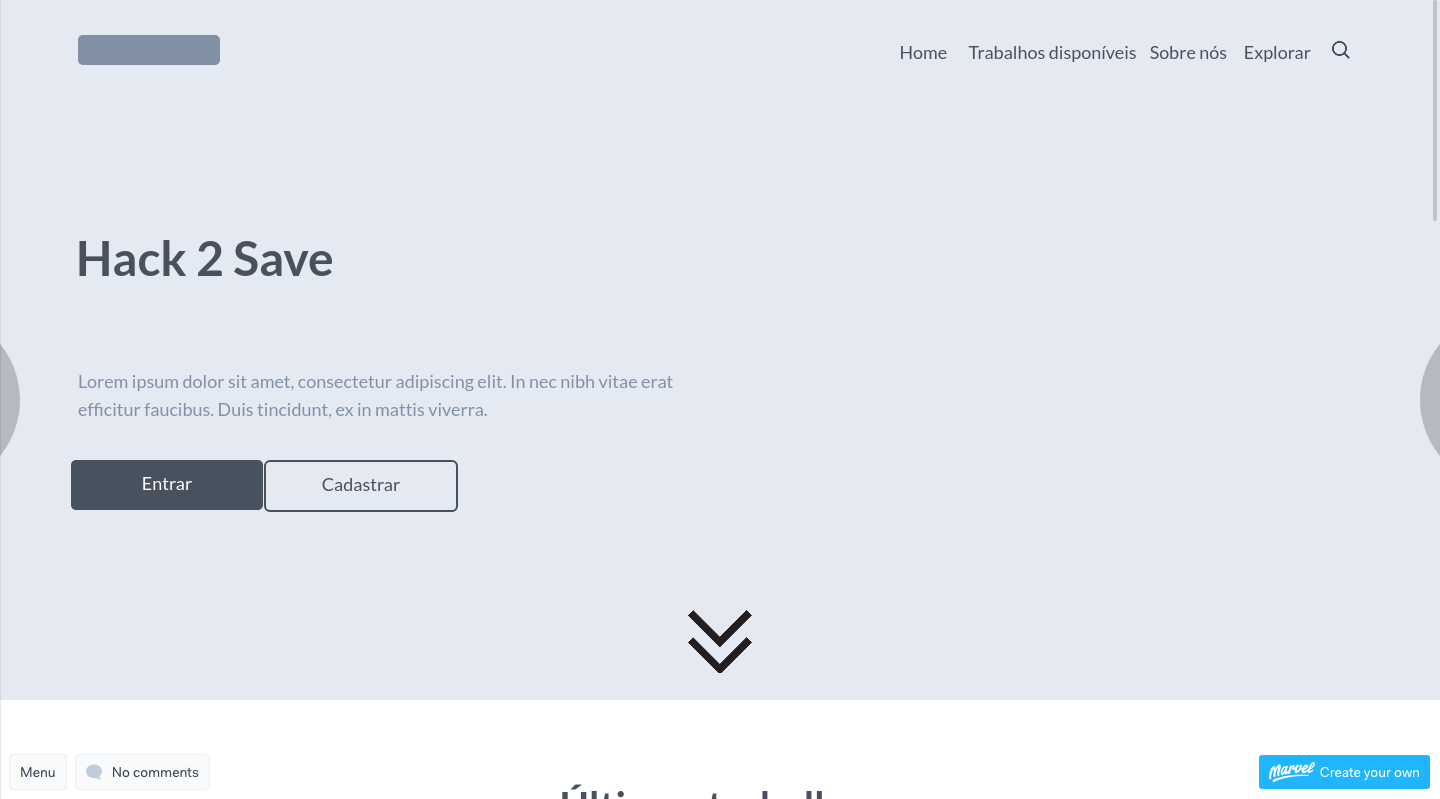 Home Trabalhos disponíveis Sobre nós Explorar
Hack 2 Save
Lorem ipsum dolor sit amet, consectetur adipiscing elit. In nec nibh vitae erat
efficitur faucibus. Duis tincidunt, ex in mattis viverra.
Entrar Cadastrar
Menu No comments
Marvel Create your own